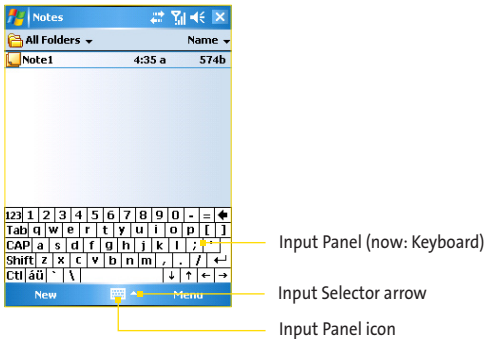 Notes
All Folders Name
Note1 4:35 a 574b
123 1 2 3 4 5 6 7 8 9 0 - =
Tab q w e r t y u i o p [ ]
CAP a s d f g h j k l ; '
Shift z x c v b n m , . /
Ctl áü ` \
New Menu
Input Panel (now: Keyboard)
Input Selector arrow
Input Panel icon